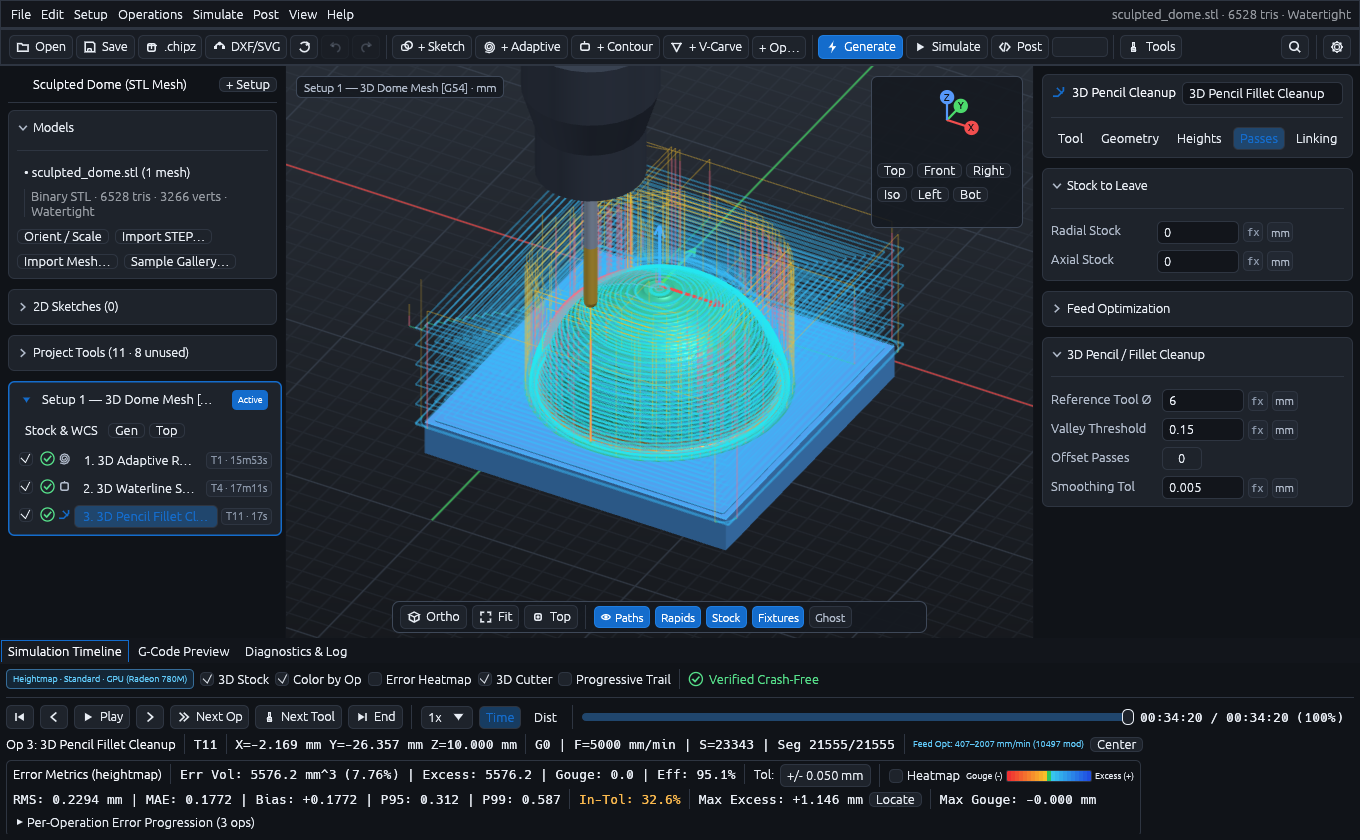 File Edit Setup Operations Simulate Post View Help
sculpted_dome.stl · 6528 tris · Watertight
Open Save .chipz DXF/SVG + Sketch + Adaptive + Contour + V-Carve + Op… Generate Simulate Post Tools
Sculpted Dome (STL Mesh) + Setup
Models
• sculpted_dome.stl (1 mesh)
Binary STL · 6528 tris · 3266 verts ·
Watertight
Orient / Scale Import STEP…
Import Mesh… Sample Gallery…
2D Sketches (0)
Project Tools (11 · 8 unused)
Setup 1 — 3D Dome Mesh [… Active
Stock & WCS Gen Top
1. 3D Adaptive R… T1 · 15m53s
2. 3D Waterline S… T4 · 17m11s
3. 3D Pencil Fillet Cl… T11 · 17s
Setup 1 — 3D Dome Mesh [G54] · mm
Z Y X
Top Front Right
Iso Left Bot
Ortho Fit Top Paths Rapids Stock Fixtures Ghost
3D Pencil Cleanup 3D Pencil Fillet Cleanup
Tool Geometry Heights Passes Linking
Stock to Leave
Radial Stock 0 fx mm
Axial Stock 0 fx mm
Feed Optimization
3D Pencil / Fillet Cleanup
Reference Tool Ø 6 fx mm
Valley Threshold 0.15 fx mm
Offset Passes 0
Smoothing Tol 0.005 fx mm
Simulation Timeline G-Code Preview Diagnostics & Log
Heightmap · Standard · GPU (Radeon 780M) 3D Stock Color by Op Error Heatmap 3D Cutter Progressive Trail Verified Crash-Free
Play Next Op Next Tool End 1x Time Dist 00:34:20 / 00:34:20 (100%)
Op 3: 3D Pencil Fillet Cleanup T11 X=-2.169 mm Y=-26.357 mm Z=10.000 mm G0 | F=5000 mm/min | S=23343 | Seg 21555/21555 Feed Opt: 407–2007 mm/min (10497 mod) Center
Error Metrics (heightmap) Err Vol: 5576.2 mm^3 (7.76%) | Excess: 5576.2 | Gouge: 0.0 | Eff: 95.1% Tol: +/- 0.050 mm Heatmap Gouge (-) Excess (+)
RMS: 0.2294 mm | MAE: 0.1772 | Bias: +0.1772 | P95: 0.312 | P99: 0.587 In-Tol: 32.6% Max Excess: +1.146 mm Locate Max Gouge: -0.000 mm
Per-Operation Error Progression (3 ops)